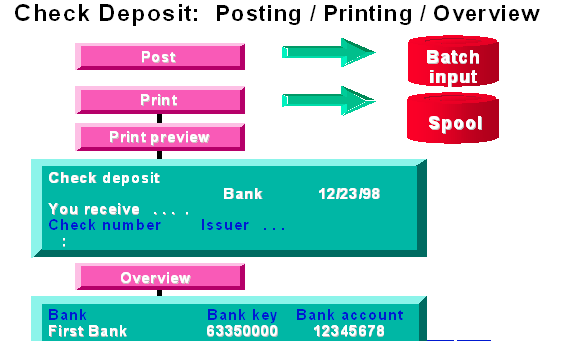 Check Deposit: Posting / Printing / Overview
Post
Batch
input
Print
Spool
Print preview
Check deposit
Bank 12/23/98
You receive . . . .
Check number Issuer . . .
:
Overview
Bank Bank key Bank account
First Bank 63350000 12345678